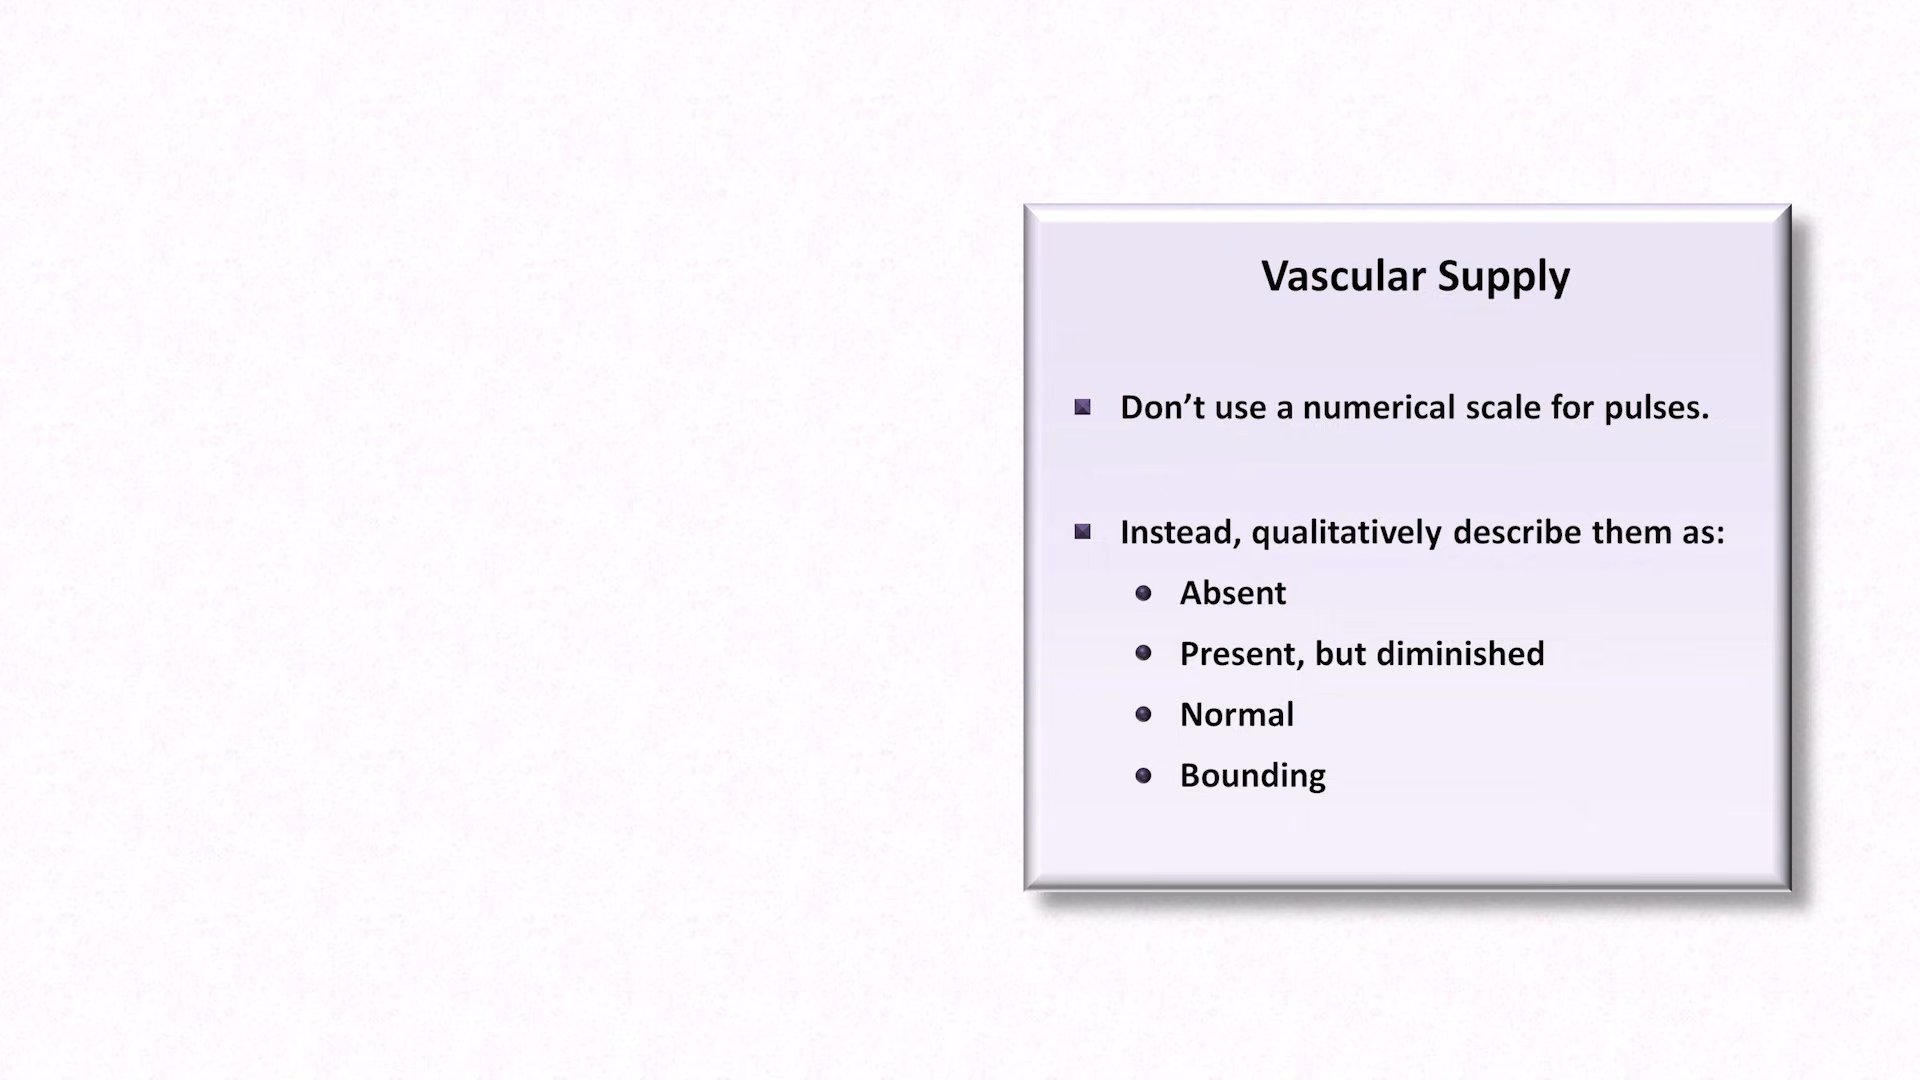 Vascular Supply
Don’t use a numerical scale for pulses.
Instead, qualitatively describe them as:
Absent
Present, but diminished
Normal
Bounding